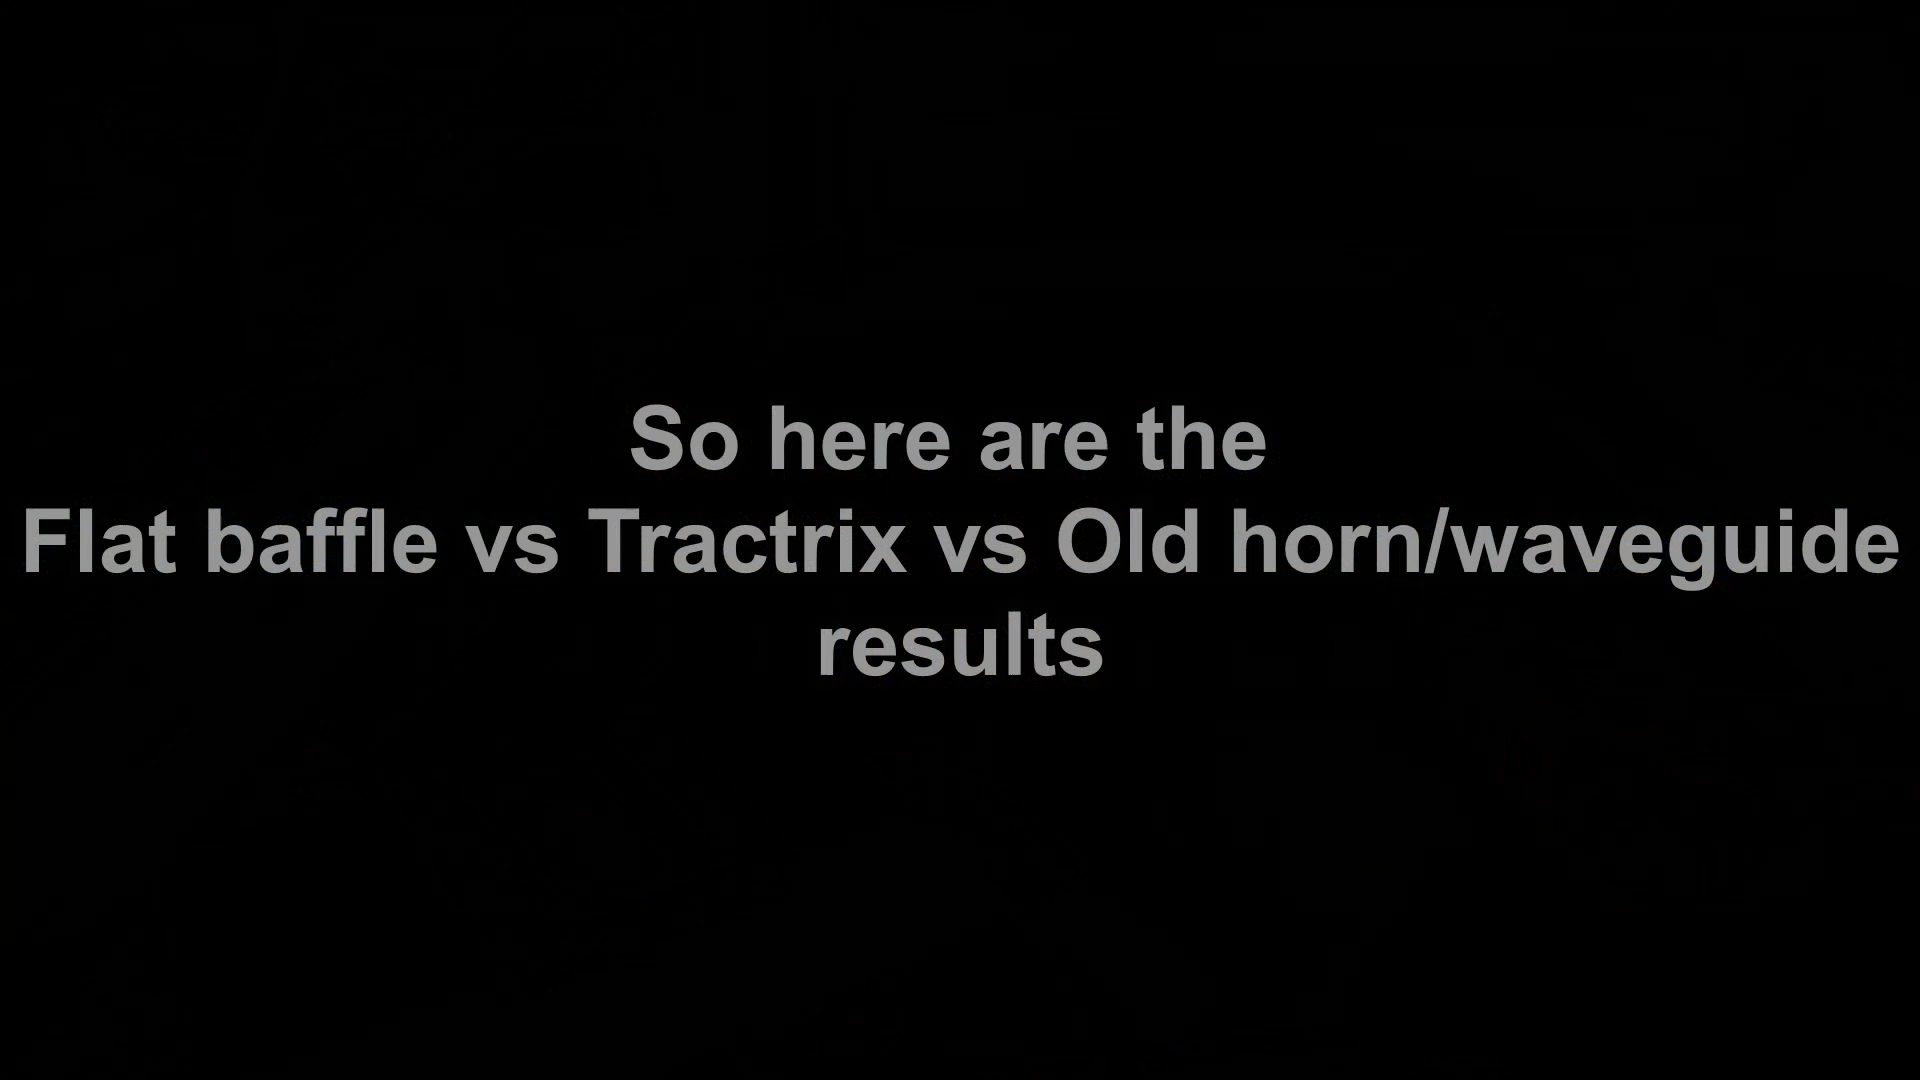 So here are the
Flat baffle vs Tractrix vs Old horn/waveguide
results